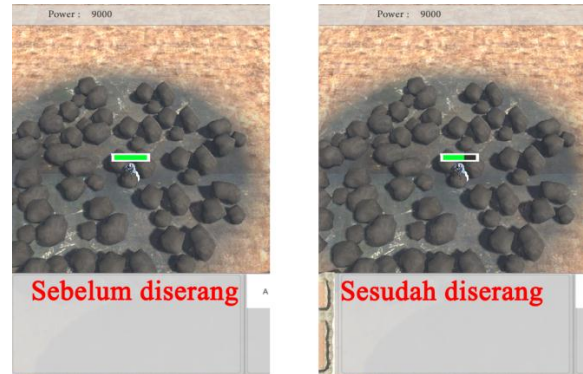 Power : 9000
Sebelum diserang
A
Power : 9000
Sesudah diserang